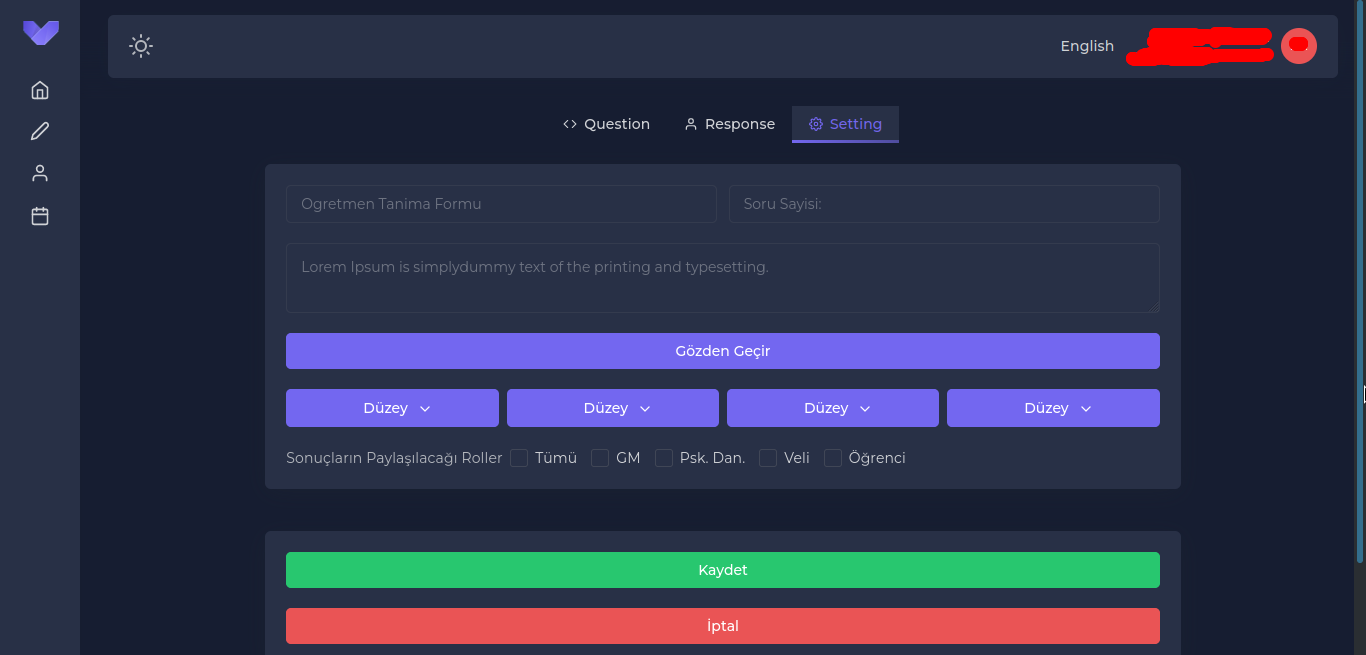 English
Question Response Setting
Ogretmen Tanima Formu Soru Sayisi:
Lorem Ipsum is simplydummy text of the printing and typesetting.
Gözden Geçir
Düzey Düzey Düzey Düzey
Sonuçların Paylaşılacağı Roller Tümü GM Psk. Dan. Veli Öğrenci
Kaydet
İptal